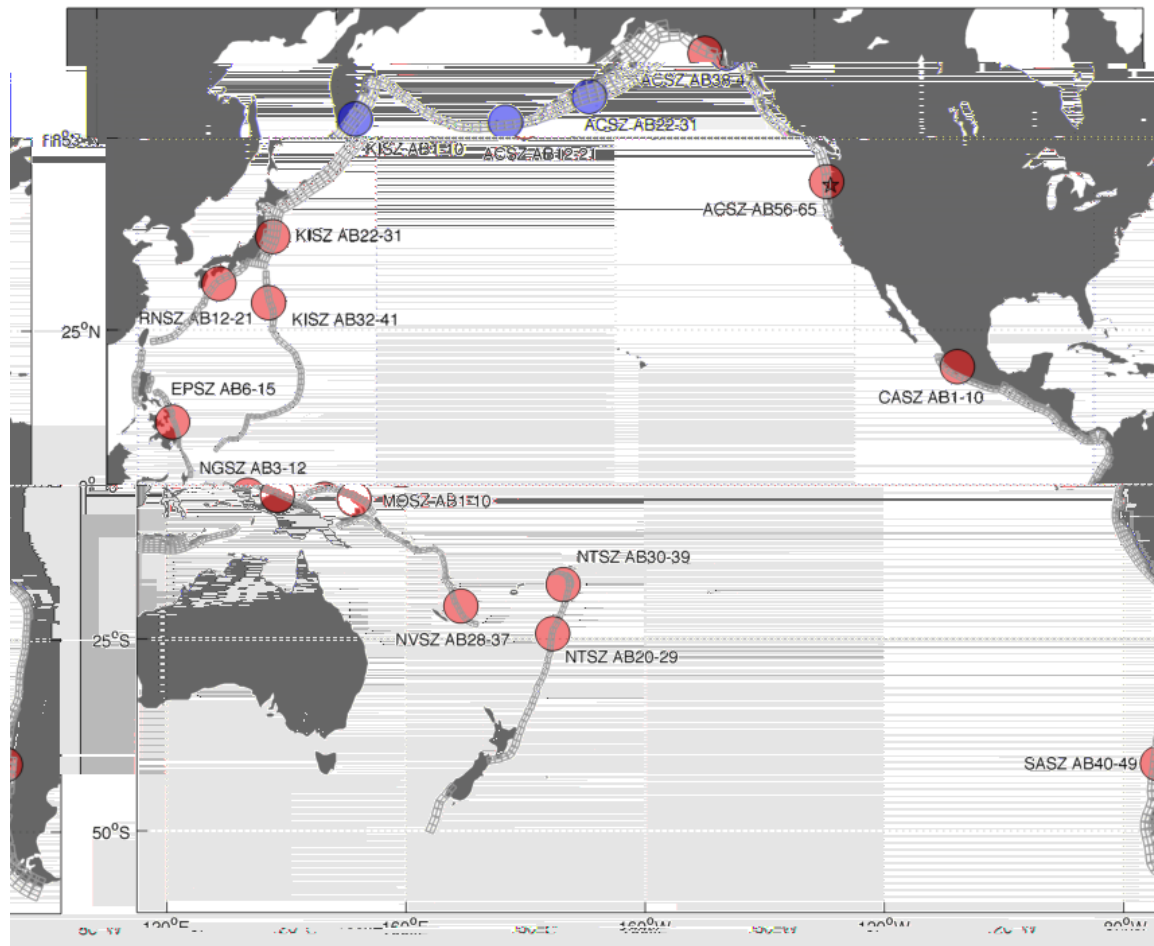 ACSZ AB38-4
ACSZ AB22-31
KISZ AB1-10
ACSZ AB12-21
ACSZ AB56-65
KISZ AB22-31
RNSZ AB12-21
KISZ AB32-41
25°N
EPSZ AB6-15
CASZ AB1-10
NGSZ AB3-12
0°
MOSZ AB1-10
NTSZ AB30-39
NVSZ AB28-37
25°S
NTSZ AB20-29
SASZ AB40-49
50°S